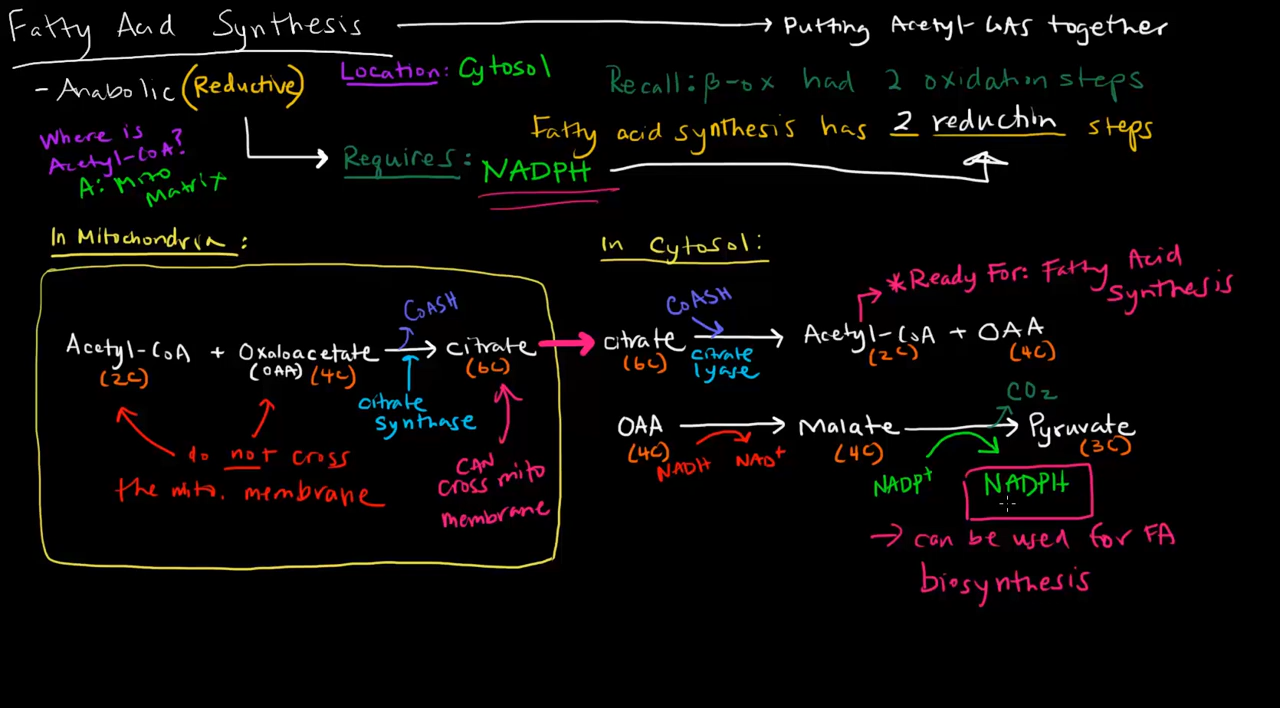 Fatty Acid Synthesis → Putting Acetyl-CoAs together
- Anabolic (Reductive)
Location: Cytosol
Recall: β-ox had 2 oxidation steps
Fatty acid synthesis has 2 reduction steps
Where is
Acetyl-CoA?
A: Mito
Matrix
Requires: NADPH
In Mitochondria:
CoASH
Acetyl-CoA + Oxaloacetate → citrate
(2C) (OAA) (4C) (6C)
citrate
synthase
do not cross
the mito. membrane
CAN
cross mito
membrane
In Cytosol:
*Ready For: Fatty Acid
Synthesis
CoASH
citrate → Acetyl-CoA + OAA
(6C) (2C) (4C)
citrate
lyase
CO2
OAA → Malate → Pyruvate
(4C) (4C) (3C)
NADH NAD+
NADP+ NADPH
→ can be used for FA
biosynthesis